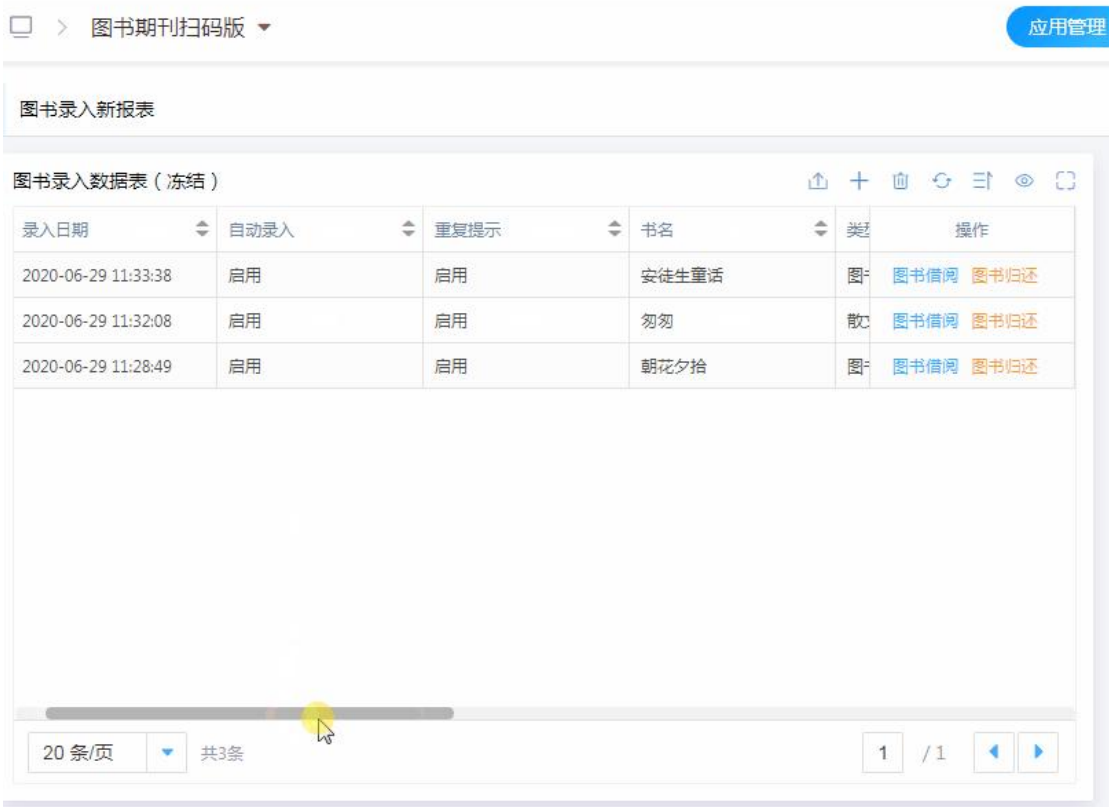 图书期刊扫码版
应用管理
图书录入新报表
图书录入数据表（冻结）
录入日期 自动录入 重复提示 书名 操作
2020-06-29 11:33:38 启用 启用 安徒生童话 图书借阅 图书归还
2020-06-29 11:32:08 启用 启用 匆匆 散 图书借阅 图书归还
2020-06-29 11:28:49 启用 启用 朝花夕拾 图书借阅 图书归还
20 条/页 共3条 1 / 1